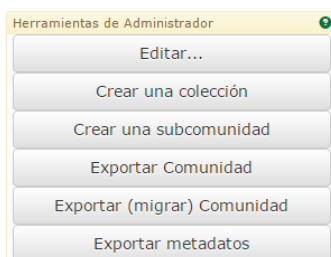 Herramientas de Administrador
Editar...
Crear una colección
Crear una subcomunidad
Exportar Comunidad
Exportar (migrar) Comunidad
Exportar metadatos